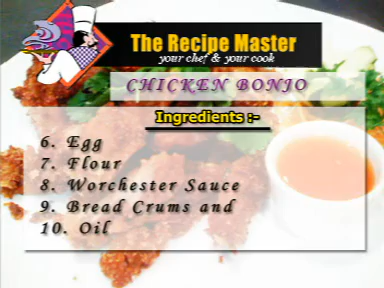 The Recipe Master
your chef & your cook
CHICKEN BONJO
Ingredients :-
6. Egg
7. Flour
8. Worchester Sauce
9. Bread Crums and
10. Oil